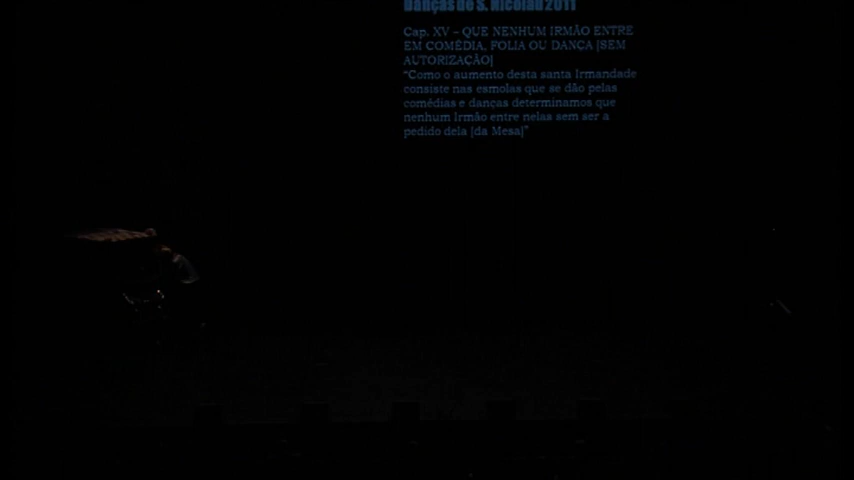 Danças de S. Nicolau 2011
Cap. XV – QUE NENHUM IRMÃO ENTRE
EM COMÉDIA, FOLIA OU DANÇA [SEM
AUTORIZAÇÃO]
“Como o aumento desta santa Irmandade
consiste nas esmolas que se dão pelas
comédias e danças determinamos que
nenhum Irmão entre nelas sem ser a
pedido dela [da Mesa]”